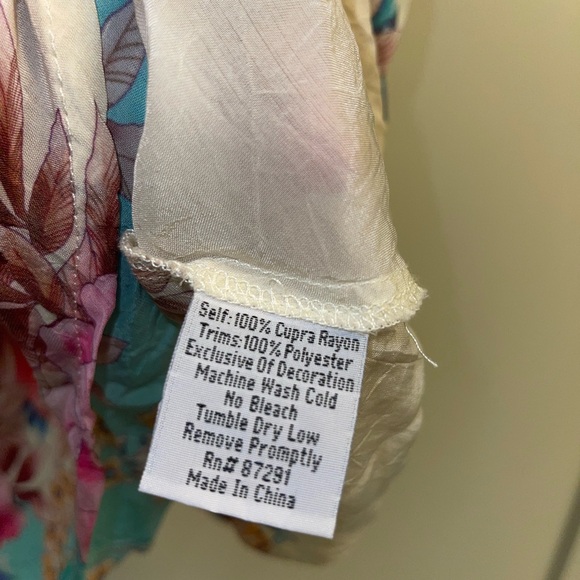 Self:100% Cupra Rayon
Trims:100% Polyester
Exclusive Of Decoration
Machine Wash Cold
No Bleach
Tumble Dry Low
Remove Promptly
Rn# 87291
Made In China